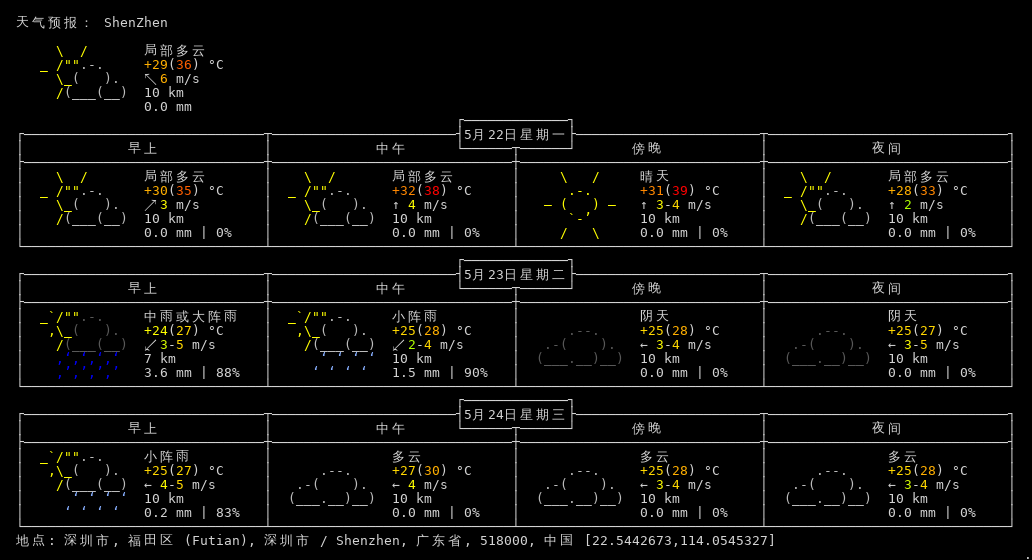 天气预报： ShenZhen
局部多云
+29(36) °C
↖ 6 m/s
10 km
0.0 mm
5月22日星期一
早上 中午 傍晚 夜间
局部多云 局部多云 晴天 局部多云
+30(35) °C +32(38) °C +31(39) °C +28(33) °C
↗ 3 m/s ↑ 4 m/s ↑ 3-4 m/s ↑ 2 m/s
10 km 10 km 10 km 10 km
0.0 mm | 0% 0.0 mm | 0% 0.0 mm | 0% 0.0 mm | 0%
5月23日星期二
早上 中午 傍晚 夜间
中雨或大阵雨 小阵雨 阴天 阴天
+24(27) °C +25(28) °C +25(28) °C +25(27) °C
↙ 3-5 m/s ↙ 2-4 m/s ← 3-4 m/s ← 3-5 m/s
7 km 10 km 10 km 10 km
3.6 mm | 88% 1.5 mm | 90% 0.0 mm | 0% 0.0 mm | 0%
5月24日星期三
早上 中午 傍晚 夜间
小阵雨 多云 多云 多云
+25(27) °C +27(30) °C +25(28) °C +25(28) °C
← 4-5 m/s ← 4 m/s ← 3-4 m/s ← 3-4 m/s
10 km 10 km 10 km 10 km
0.2 mm | 83% 0.0 mm | 0% 0.0 mm | 0% 0.0 mm | 0%
地点: 深圳市, 福田区 (Futian), 深圳市 / Shenzhen, 广东省, 518000, 中国 [22.5442673,114.0545327]